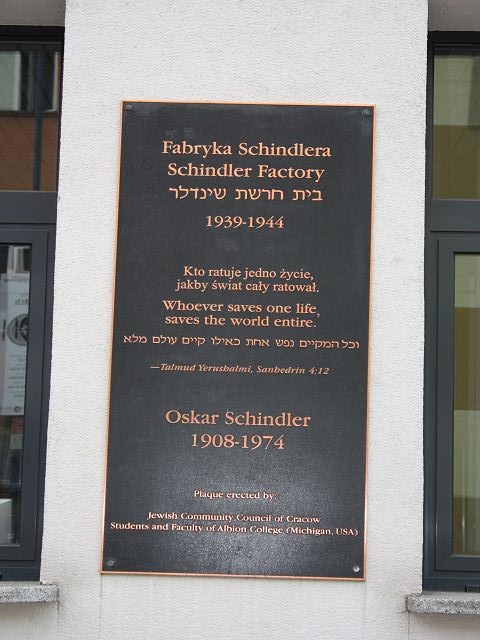 Fabryka Schindlera
Schindler Factory
בית חרשת שינדלר
1939-1944
Kto ratuje jedno życie,
jakby świat cały ratował.
Whoever saves one life,
saves the world entire.
וכל המקיים נפש אחת כאילו קיים עולם מלא
—Talmud Yerushalmi, Sanhedrin 4:12
Oskar Schindler
1908-1974
Plaque erected by:
Jewish Community Council of Cracow
Students and Faculty of Albion College (Michigan, USA)